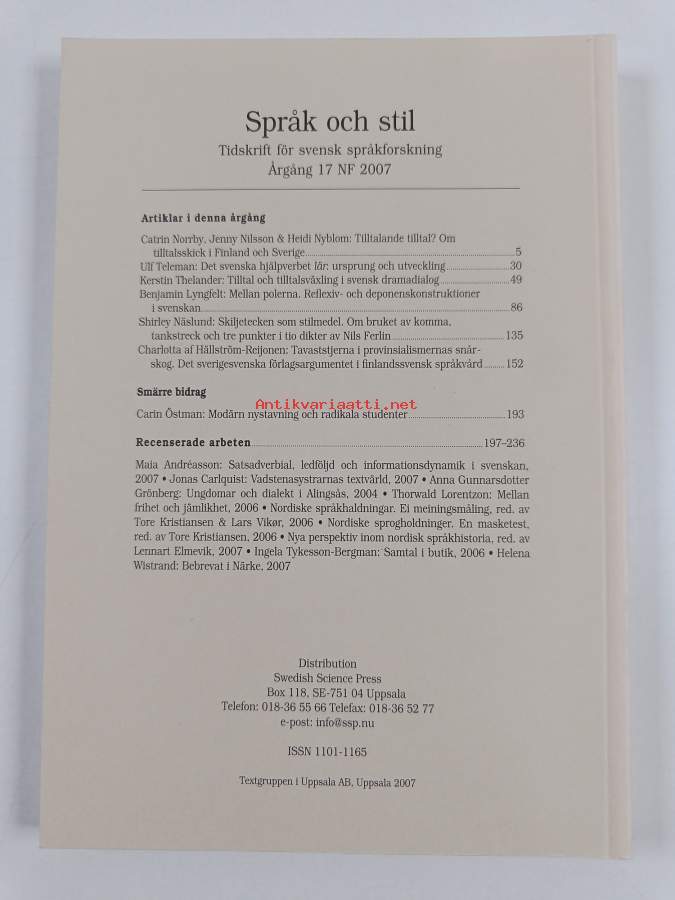 Språk och stil
Tidskrift för svensk språkforskning
Årgång 17 NF 2007
Artiklar i denna årgång
Catrin Norrby, Jenny Nilsson & Heidi Nyblom: Tilltalande tilltal? Om
tilltalsskick i Finland och Sverige 5
Ulf Teleman: Det svenska hjälpverbet lär: ursprung och utveckling 30
Kerstin Thelander: Tilltal och tilltalsväxling i svensk dramadialog 49
Benjamin Lyngfelt: Mellan polerna. Reflexiv- och deponenskonstruktioner
i svenskan 86
Shirley Näslund: Skiljetecken som stilmedel. Om bruket av komma,
tankstreck och tre punkter i tio dikter av Nils Ferlin 135
Charlotta af Hällström-Reijonen: Tavaststjerna i provinsialismernas snår-
skog. Det sverigesvenska förlagsargumentet i finlandssvensk språkvård 152
Smärre bidrag
Antikvariaatti.net
Carin Östman: Modärn nystavning och radikala studenter 193
Recenserade arbeten 197–236
Maia Andréasson: Satsadverbial, ledföljd och informationsdynamik i svenskan,
2007 • Jonas Carlquist: Vadstenasystrarnas textvärld, 2007 • Anna Gunnarsdotter
Grönberg: Ungdomar och dialekt i Alingsås, 2004 • Thorwald Lorentzon: Mellan
frihet och jämlikhet, 2006 • Nordiske språkhaldningar. Ei meiningsmåling, red. av
Tore Kristiansen & Lars Vikør, 2006 • Nordiske sprogholdninger. En masketest,
red. av Tore Kristiansen, 2006 • Nya perspektiv inom nordisk språkhistoria, red. av
Lennart Elmevik, 2007 • Ingela Tykesson-Bergman: Samtal i butik, 2006 • Helena
Wistrand: Bebrevat i Närke, 2007
Distribution
Swedish Science Press
Box 118, SE-751 04 Uppsala
Telefon: 018-36 55 66 Telefax: 018-36 52 77
e-post: info@ssp.nu
ISSN 1101-1165
Textgruppen i Uppsala AB, Uppsala 2007